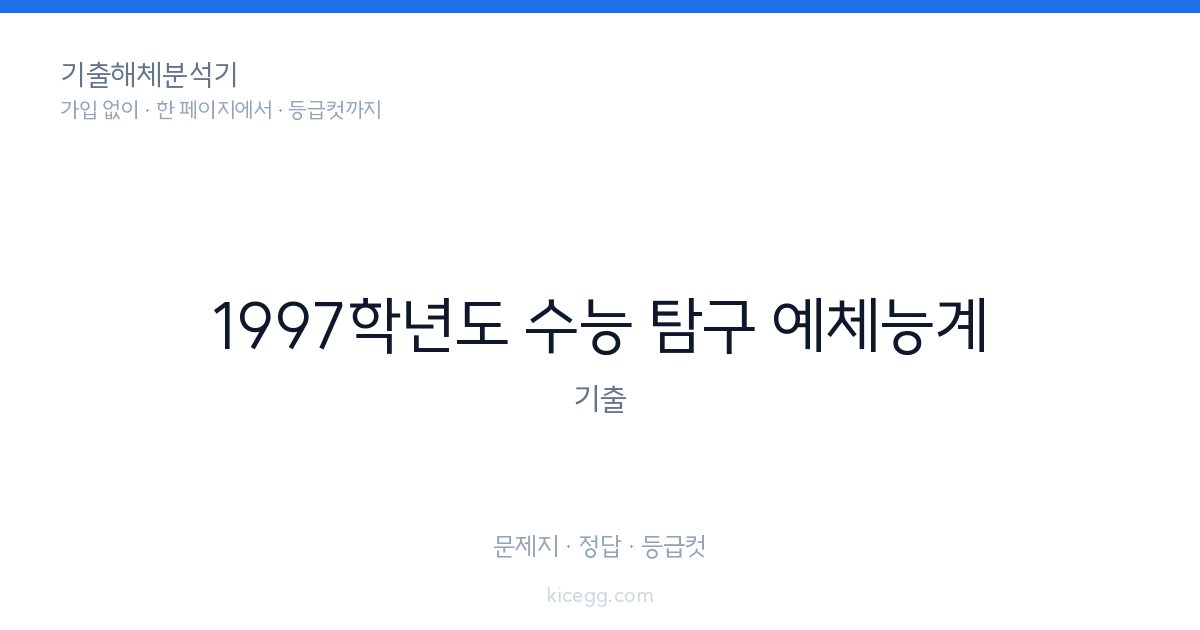 기출해체분석기
가입 없이 · 한 페이지에서 · 등급컷까지
1997학년도 수능 탐구 예체능계
기출
문제지 · 정답 · 등급컷
kicegg.com